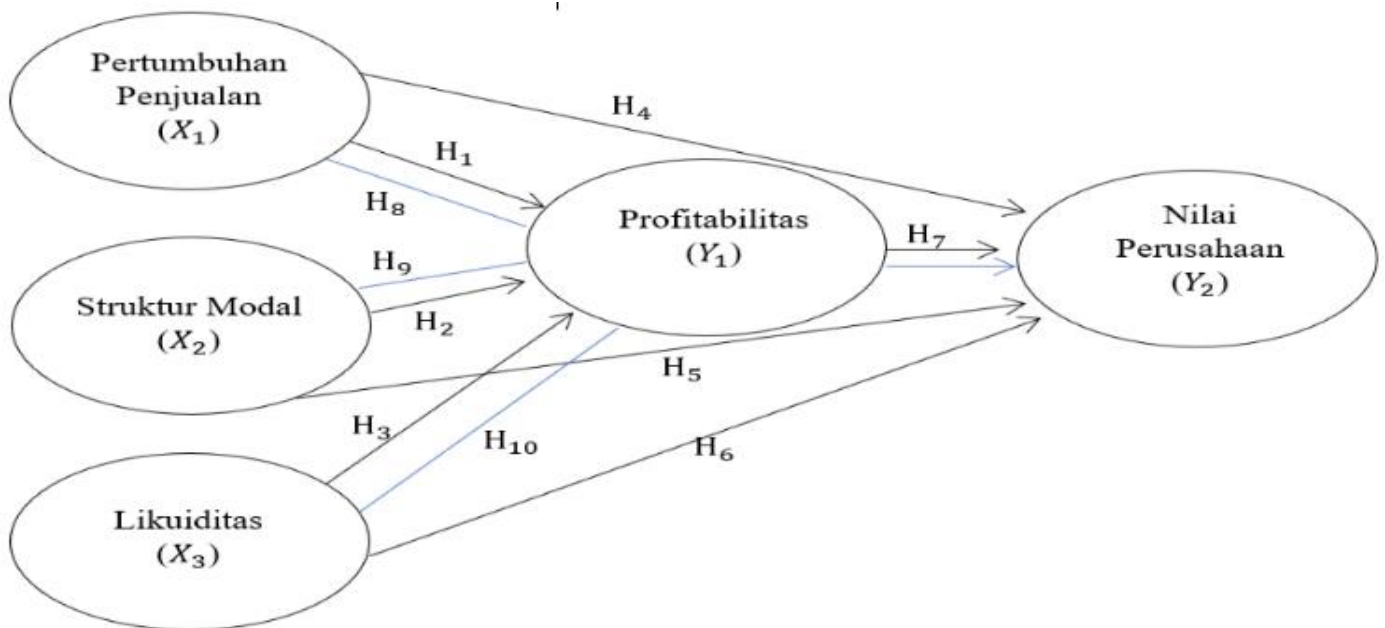 Pertumbuhan
Penjualan
(X₁)
H₄
H₁
H₈
Profitabilitas
(Y₁)
H₇
Nilai
Perusahaan
(Y₂)
H₉
Struktur Modal
(X₂)
H₂
H₅
H₃
H₁₀
H₆
Likuiditas
(X₃)